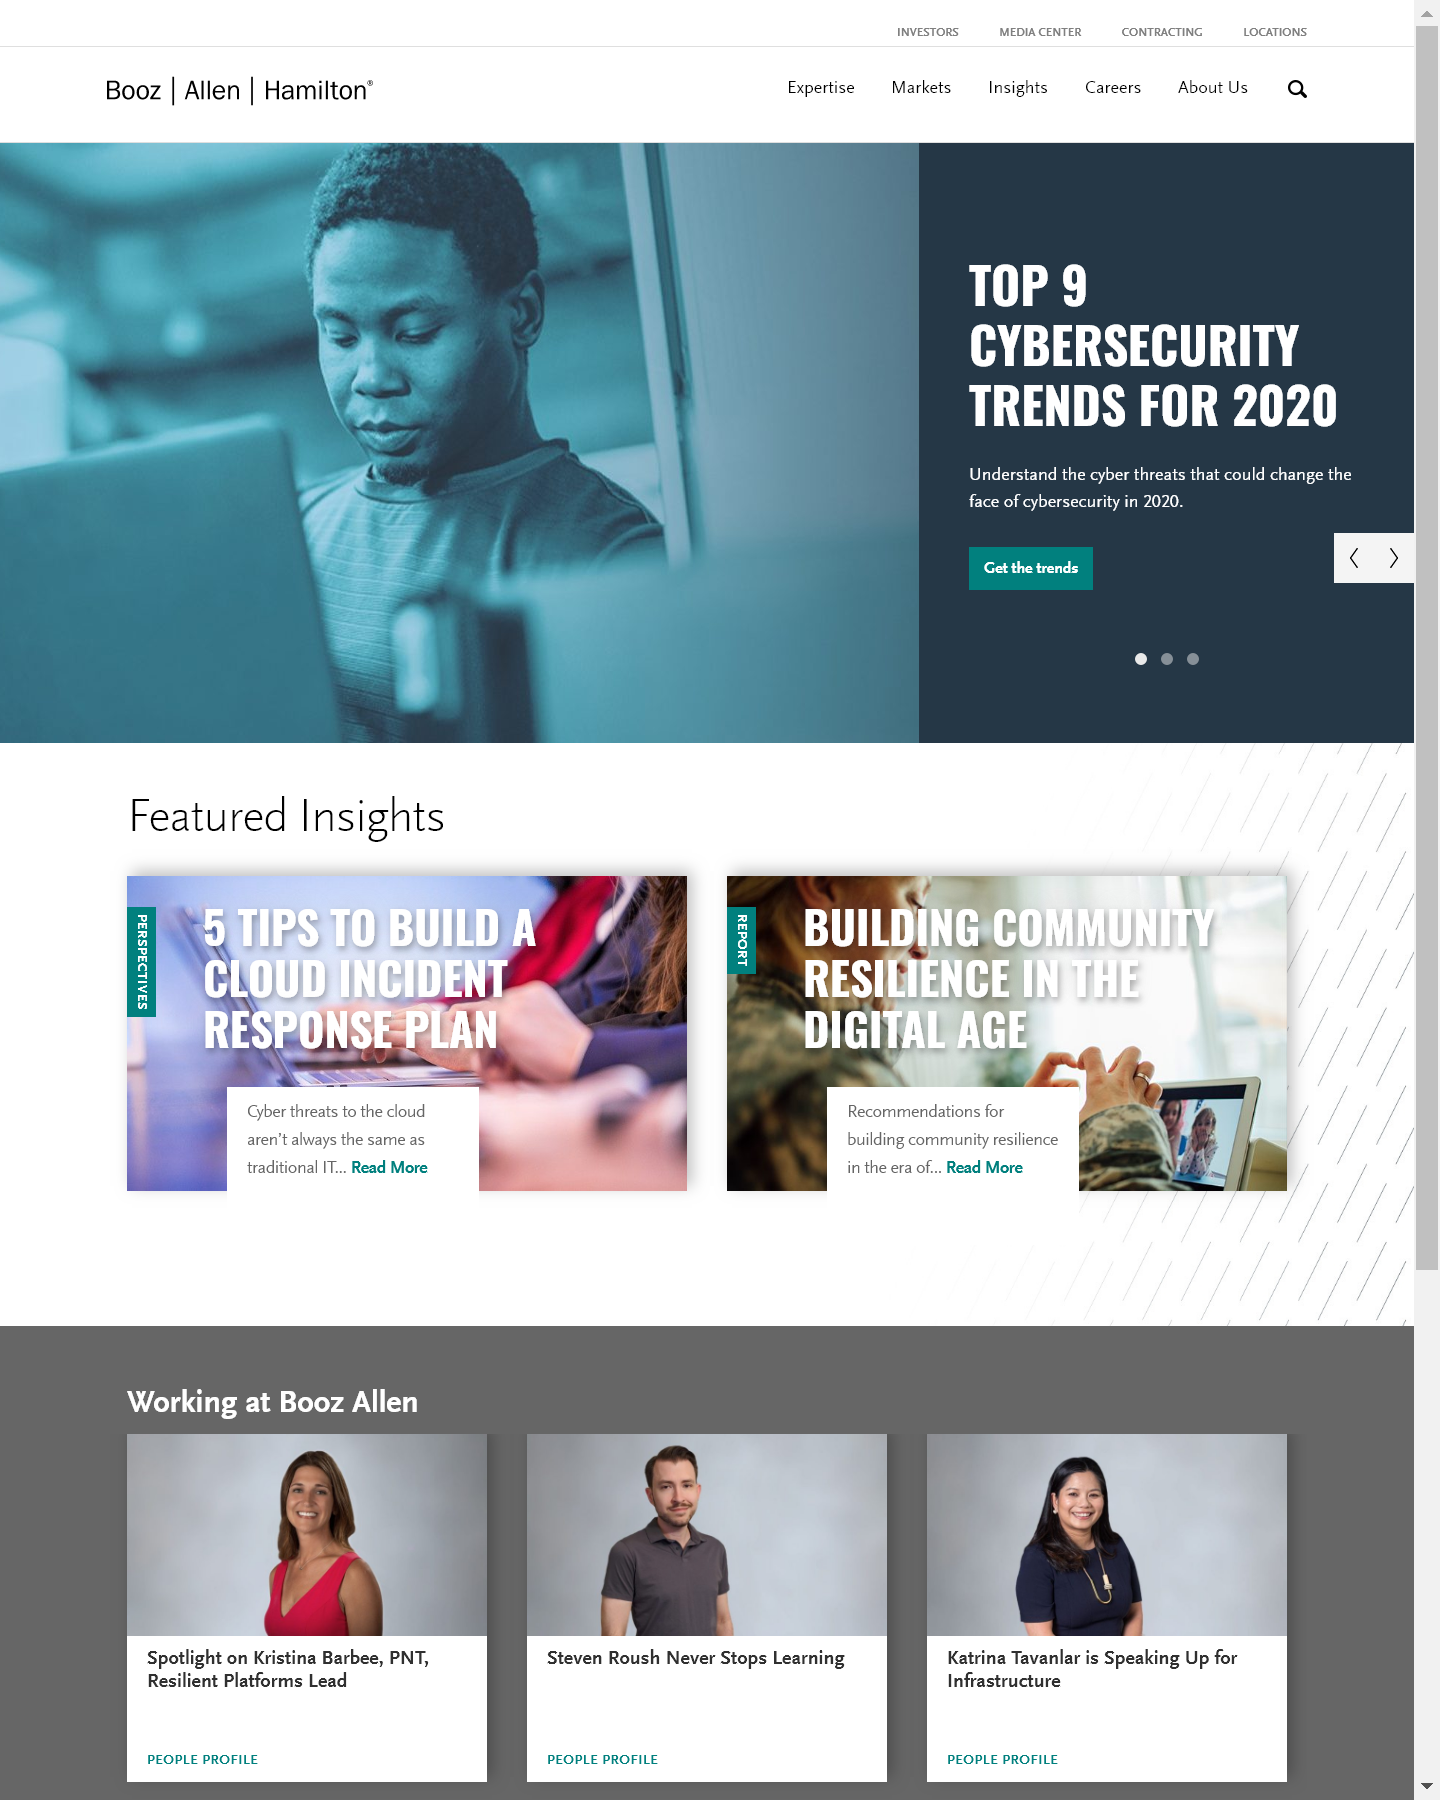 INVESTORS MEDIA CENTER CONTRACTING LOCATIONS
Booz | Allen | Hamilton®
Expertise Markets Insights Careers About Us
TOP 9
CYBERSECURITY
TRENDS FOR 2020
Understand the cyber threats that could change the
face of cybersecurity in 2020.
Get the trends
Featured Insights
PERSPECTIVES
5 TIPS TO BUILD A
CLOUD INCIDENT
RESPONSE PLAN
Cyber threats to the cloud
aren’t always the same as
traditional IT... Read More
REPORT
BUILDING COMMUNITY
RESILIENCE IN THE
DIGITAL AGE
Recommendations for
building community resilience
in the era of... Read More
Working at Booz Allen
Spotlight on Kristina Barbee, PNT,
Resilient Platforms Lead
PEOPLE PROFILE
Steven Roush Never Stops Learning
PEOPLE PROFILE
Katrina Tavanlar is Speaking Up for
Infrastructure
PEOPLE PROFILE